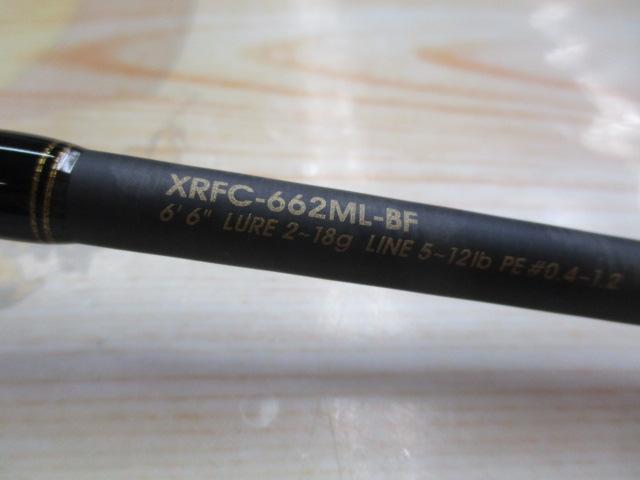 XRFC-662ML-BF
6'6" LURE 2~18g LINE 5~12lb PE#0.4~1.2